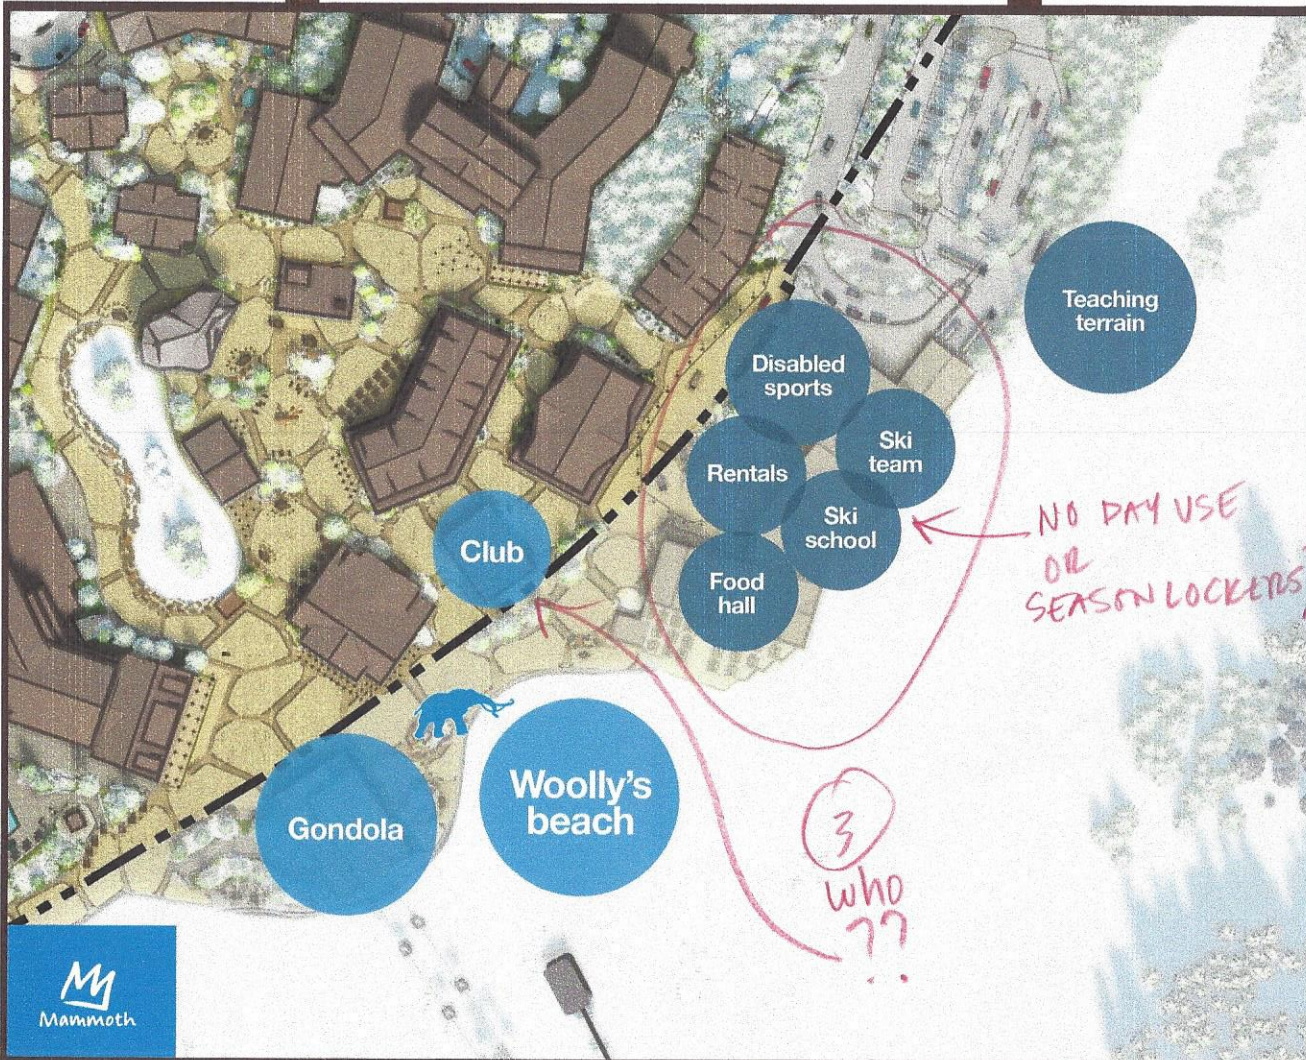 Teaching
terrain
Disabled
sports
Ski
team
Rentals
Ski
school
NO DAY USE
OR
SEASON LOCKERS
Club
Food
hall
Woolly's
beach
Gondola
3
who
??
Mammoth